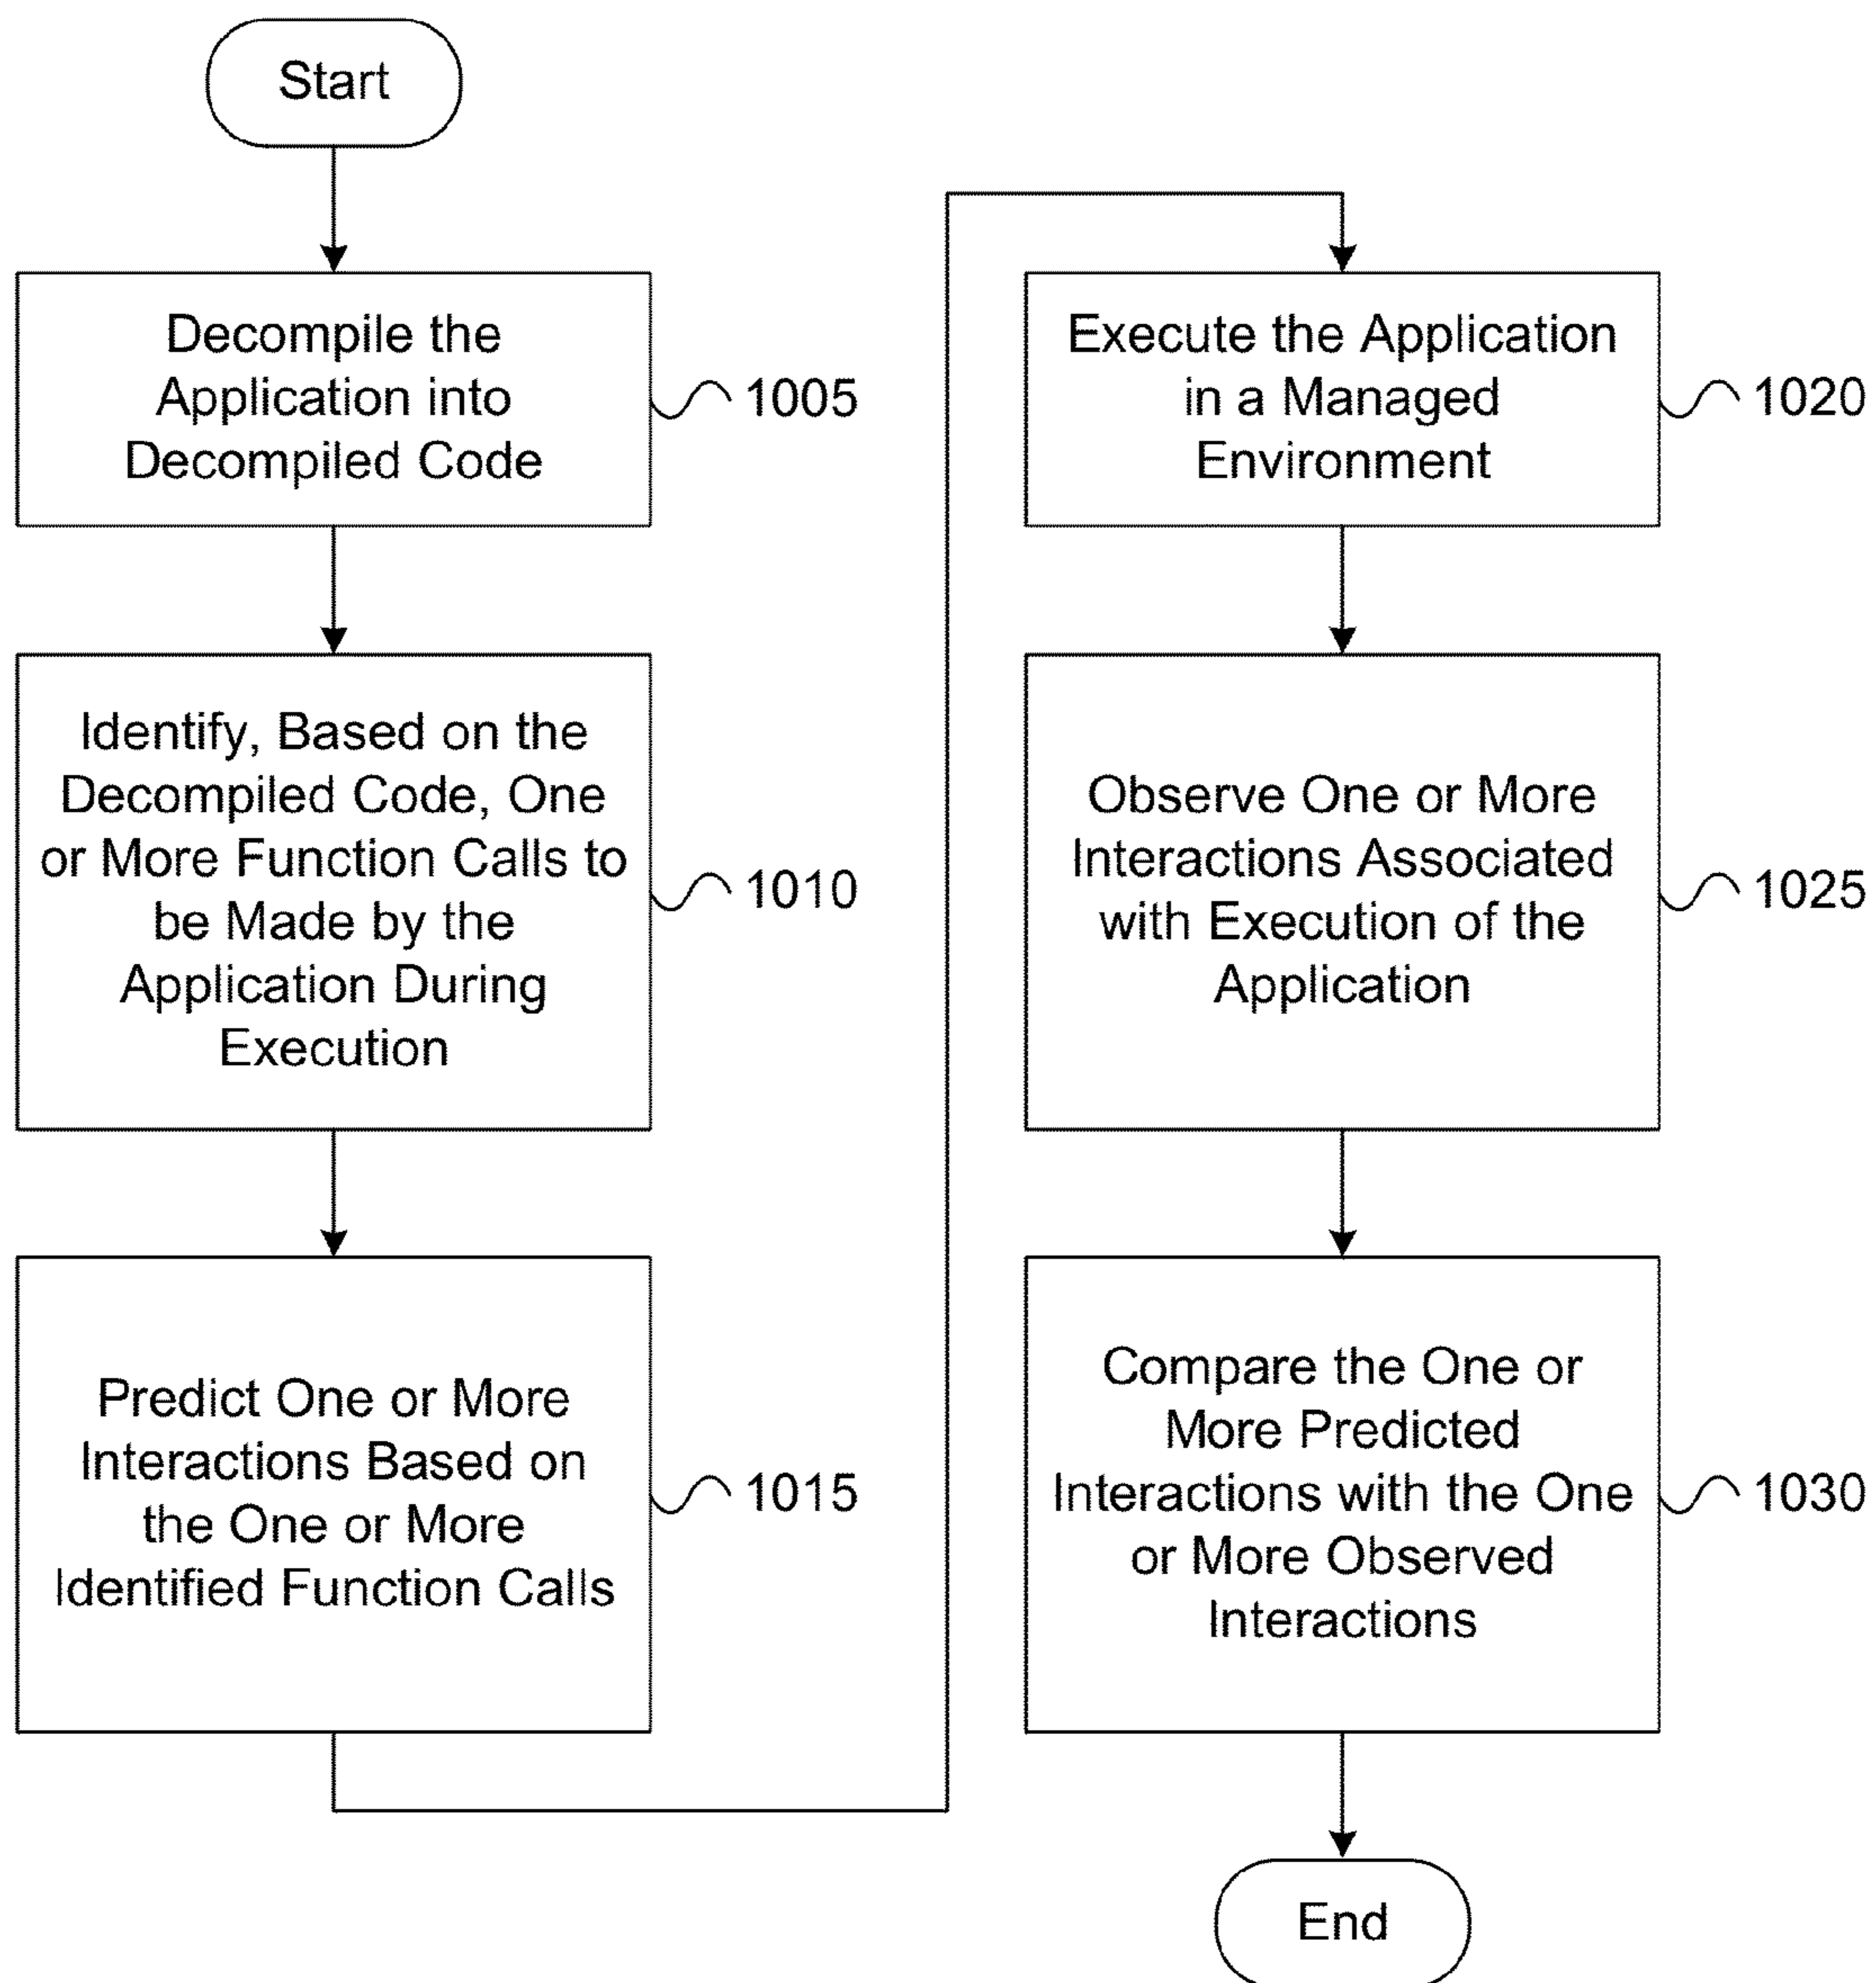 Start
Decompile the
Application into
Decompiled Code
1005
Identify, Based on the
Decompiled Code, One
or More Function Calls to
be Made by the
Application During
Execution
1010
Predict One or More
Interactions Based on
the One or More
Identified Function Calls
1015
Execute the Application
in a Managed
Environment
1020
Observe One or More
Interactions Associated
with Execution of the
Application
1025
Compare the One or
More Predicted
Interactions with the One
or More Observed
Interactions
1030
End